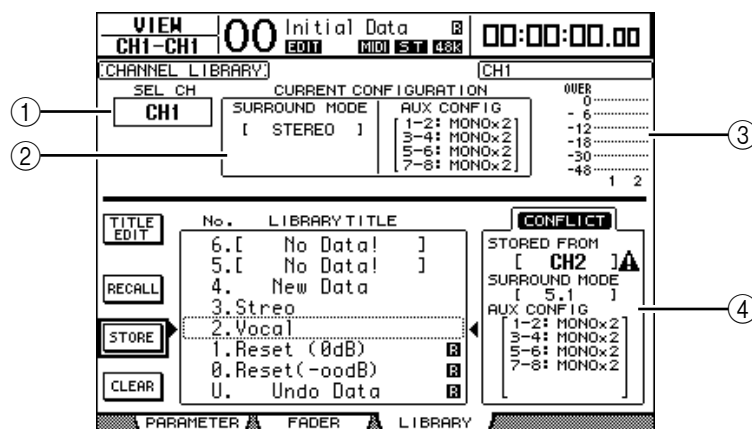 VIEW
CH1-CH1
00 Initial Data R
EDIT MIDI ST 48k
00:00:00.00
CHANNEL LIBRARY
CH1
1
SEL CH
CH1
2
CURRENT CONFIGURATION
SURROUND MODE
[ STEREO ]
AUX CONFIG
1-2: MONOx2
3-4: MONOx2
5-6: MONOx2
7-8: MONOx2
OVER
0
- 6
-12
-18
-30
-48
1 2
3
TITLE EDIT
RECALL
STORE
CLEAR
No. LIBRARY TITLE
6.[ No Data! ]
5.[ No Data! ]
4. New Data
3.Streo
2.Vocal
1.Reset (0dB) R
0.Reset(-oodB) R
U. Undo Data R
CONFLICT
STORED FROM
[ CH2 ]
SURROUND MODE
[ 5.1 ]
AUX CONFIG
1-2: MONOx2
3-4: MONOx2
5-6: MONOx2
7-8: MONOx2
4
PARAMETER FADER LIBRARY